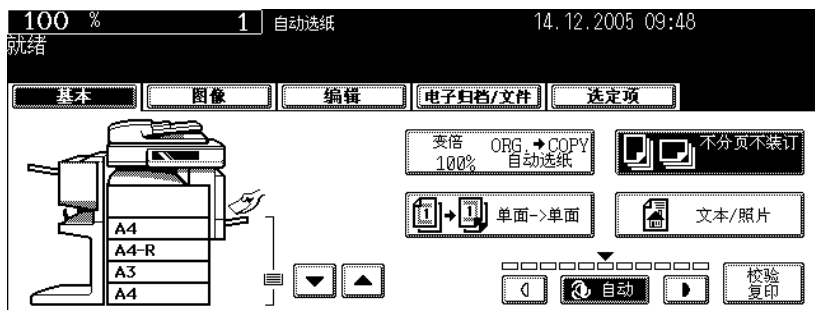 100 % 1 自动选纸 14.12.2005 09:48
就绪
基本 图像 编辑 电子归档/文件 选定项
变倍 ORG.➜COPY
100% 自动选纸
不分页不装订
1➜1 单面->单面
文本/照片
A4
A4-R
A3
A4
自动
校验
复印